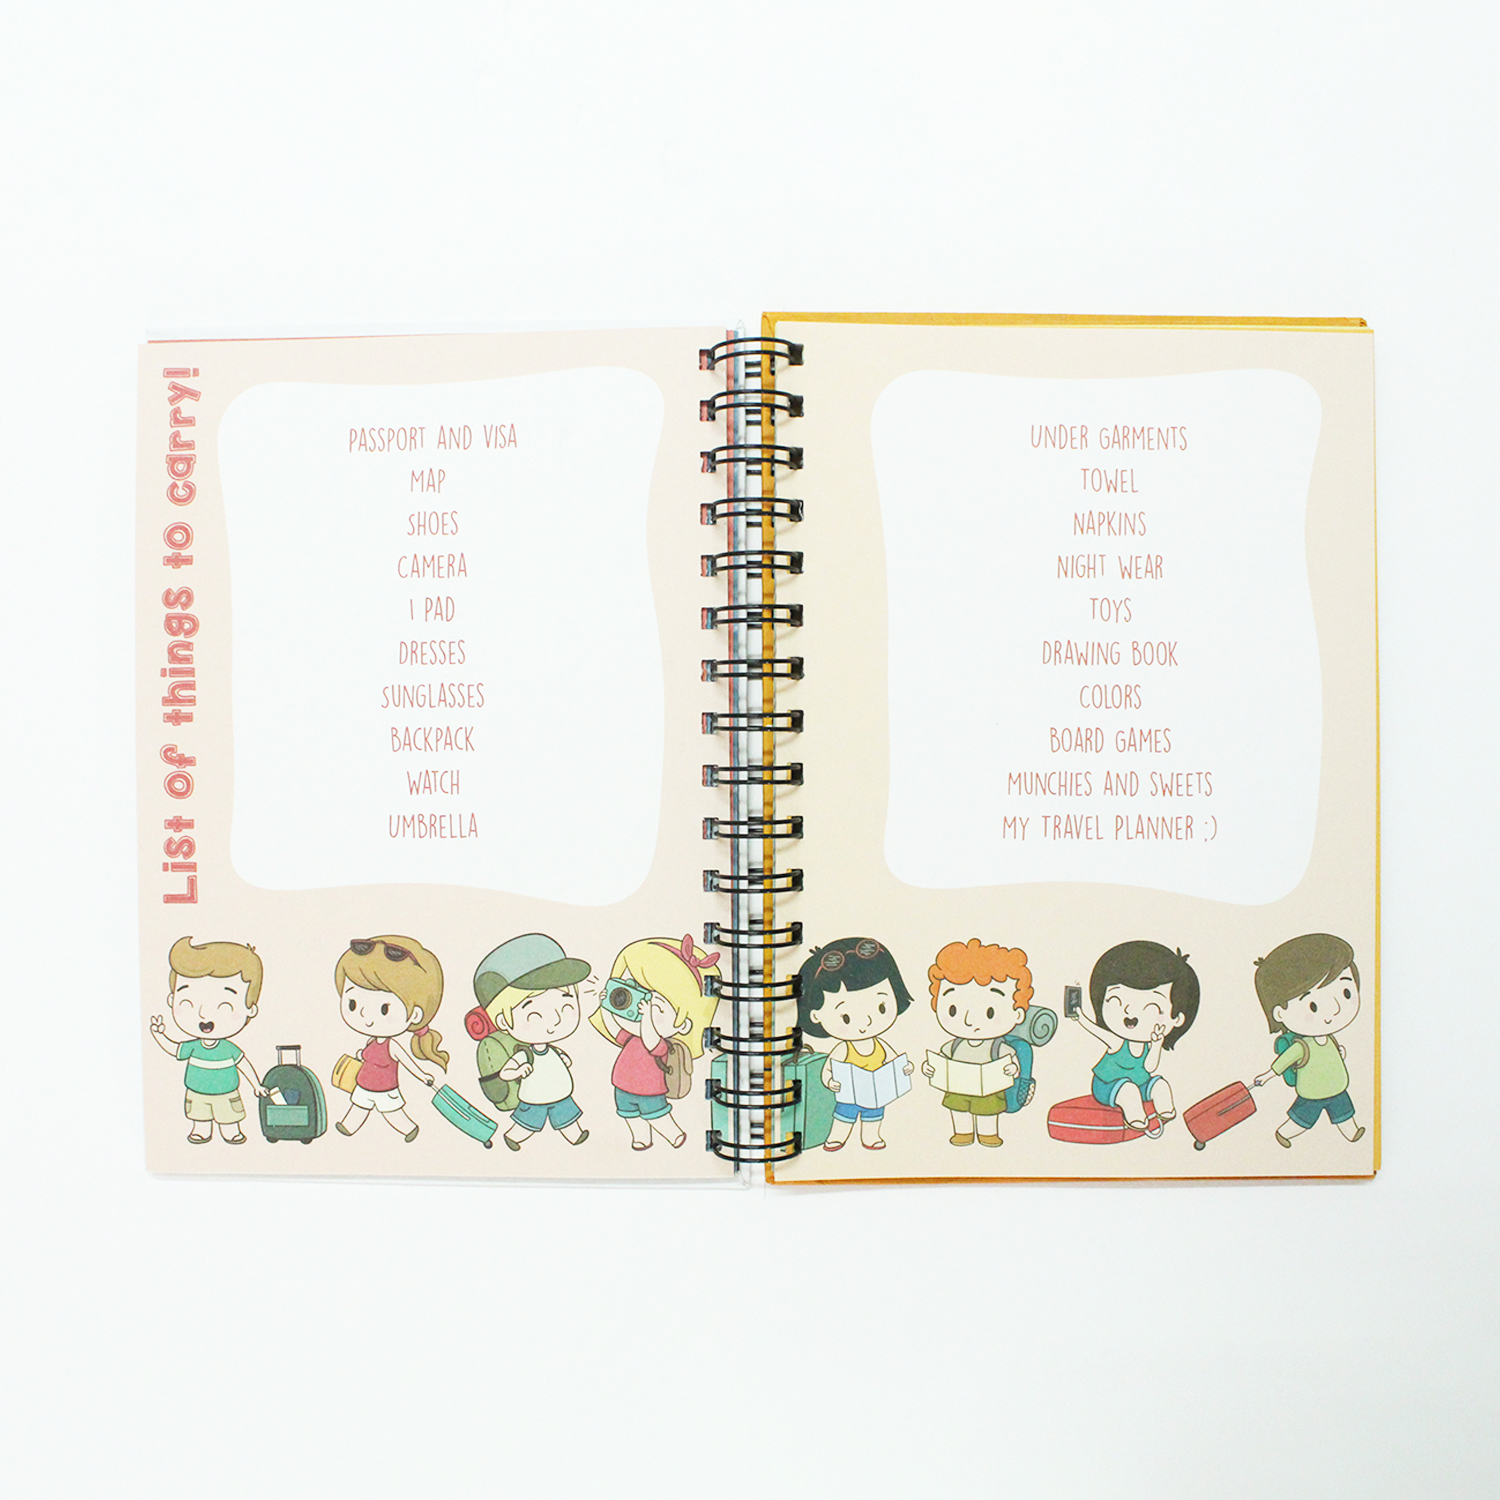 List of things to carry!
PASSPORT AND VISA
MAP
SHOES
CAMERA
I PAD
DRESSES
SUNGLASSES
BACKPACK
WATCH
UMBRELLA
UNDER GARMENTS
TOWEL
NAPKINS
NIGHT WEAR
TOYS
DRAWING BOOK
COLORS
BOARD GAMES
MUNCHIES AND SWEETS
MY TRAVEL PLANNER ;)